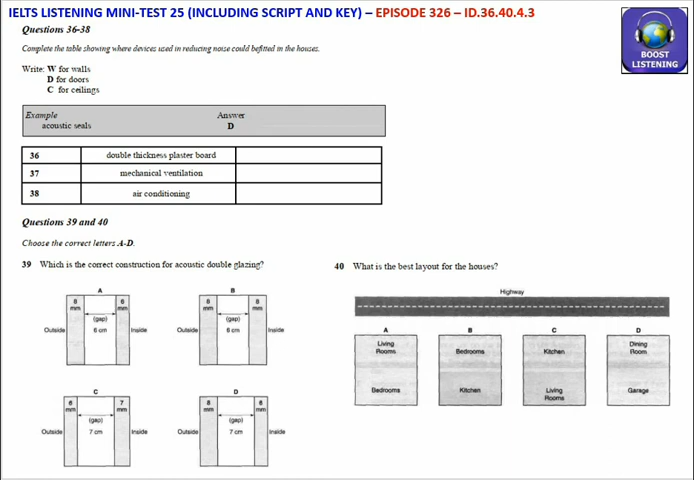 IELTS LISTENING MINI-TEST 25 (INCLUDING SCRIPT AND KEY) – EPISODE 326 – ID.36.40.4.3
BOOST
LISTENING
Questions 36-38
Complete the table showing where devices used in reducing noise could be fitted in the houses.
Write: W for walls
D for doors
C for ceilings
Example Answer
acoustic seals D
36 double thickness plaster board
37 mechanical ventilation
38 air conditioning
Questions 39 and 40
Choose the correct letters A-D.
39 Which is the correct construction for acoustic double glazing?
A
8 mm
6 mm
(gap)
Outside 6 cm Inside
B
8 mm
8 mm
(gap)
Outside 6 cm Inside
C
6 mm
7 mm
(gap)
Outside 7 cm Inside
D
8 mm
6 mm
(gap)
Outside 7 cm Inside
40 What is the best layout for the houses?
Highway
A
Living
Rooms
Bedrooms
B
Bedrooms
Kitchen
C
Kitchen
Living
Rooms
D
Dining
Room
Garage